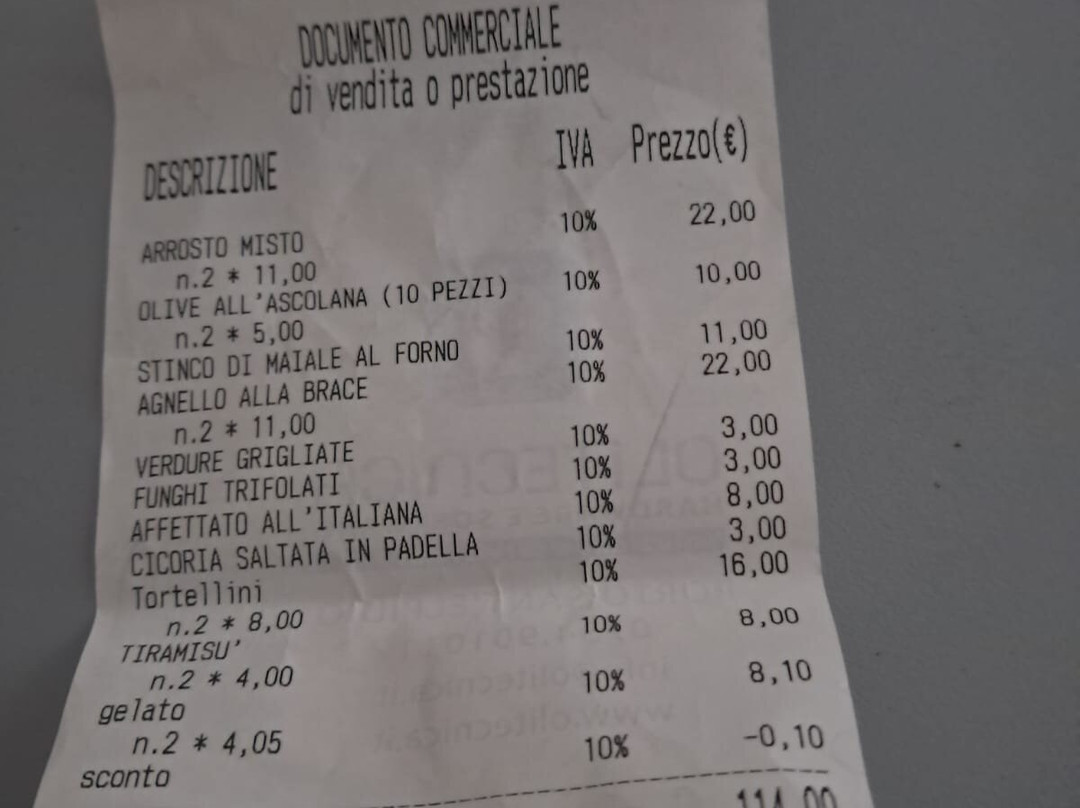 DOCUMENTO COMMERCIALE
di vendita o prestazione
DESCRIZIONE IVA Prezzo(€)
ARROSTO MISTO 10% 22,00
n.2 * 11,00
OLIVE ALL'ASCOLANA (10 PEZZI) 10% 10,00
n.2 * 5,00
STINCO DI MAIALE AL FORNO 10% 11,00
AGNELLO ALLA BRACE 10% 22,00
n.2 * 11,00
VERDURE GRIGLIATE 10% 3,00
FUNGHI TRIFOLATI 10% 3,00
AFFETTATO ALL'ITALIANA 10% 8,00
CICORIA SALTATA IN PADELLA 10% 3,00
Tortellini 10% 16,00
n.2 * 8,00
TIRAMISU' 10% 8,00
n.2 * 4,00
gelato 10% 8,10
n.2 * 4,05
sconto 10% -0,10
114,00